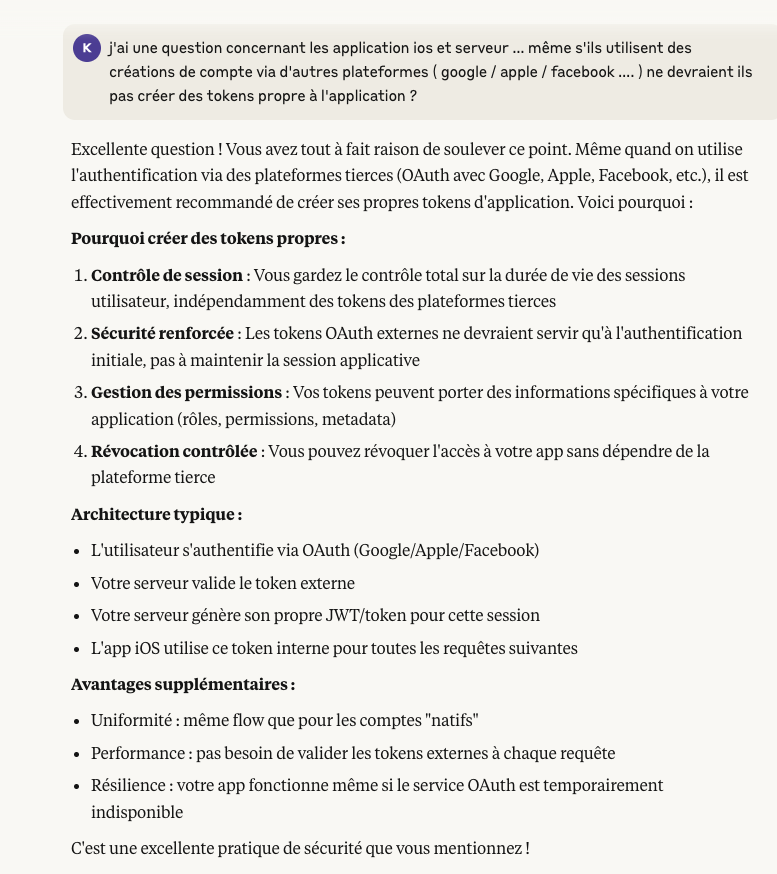 K
j'ai une question concernant les application ios et serveur ... même s'ils utilisent des
créations de compte via d'autres plateformes ( google / apple / facebook .... ) ne devraient ils
pas créer des tokens propre à l'application ?
Excellente question ! Vous avez tout à fait raison de soulever ce point. Même quand on utilise
l'authentification via des plateformes tierces (OAuth avec Google, Apple, Facebook, etc.), il est
effectivement recommandé de créer ses propres tokens d'application. Voici pourquoi :
Pourquoi créer des tokens propres :
1. Contrôle de session : Vous gardez le contrôle total sur la durée de vie des sessions
utilisateur, indépendamment des tokens des plateformes tierces
2. Sécurité renforcée : Les tokens OAuth externes ne devraient servir qu'à l'authentification
initiale, pas à maintenir la session applicative
3. Gestion des permissions : Vos tokens peuvent porter des informations spécifiques à votre
application (rôles, permissions, metadata)
4. Révocation contrôlée : Vous pouvez révoquer l'accès à votre app sans dépendre de la
plateforme tierce
Architecture typique :
• L'utilisateur s'authentifie via OAuth (Google/Apple/Facebook)
• Votre serveur valide le token externe
• Votre serveur génère son propre JWT/token pour cette session
• L'app iOS utilise ce token interne pour toutes les requêtes suivantes
Avantages supplémentaires :
• Uniformité : même flow que pour les comptes "natifs"
• Performance : pas besoin de valider les tokens externes à chaque requête
• Résilience : votre app fonctionne même si le service OAuth est temporairement
indisponible
C'est une excellente pratique de sécurité que vous mentionnez !